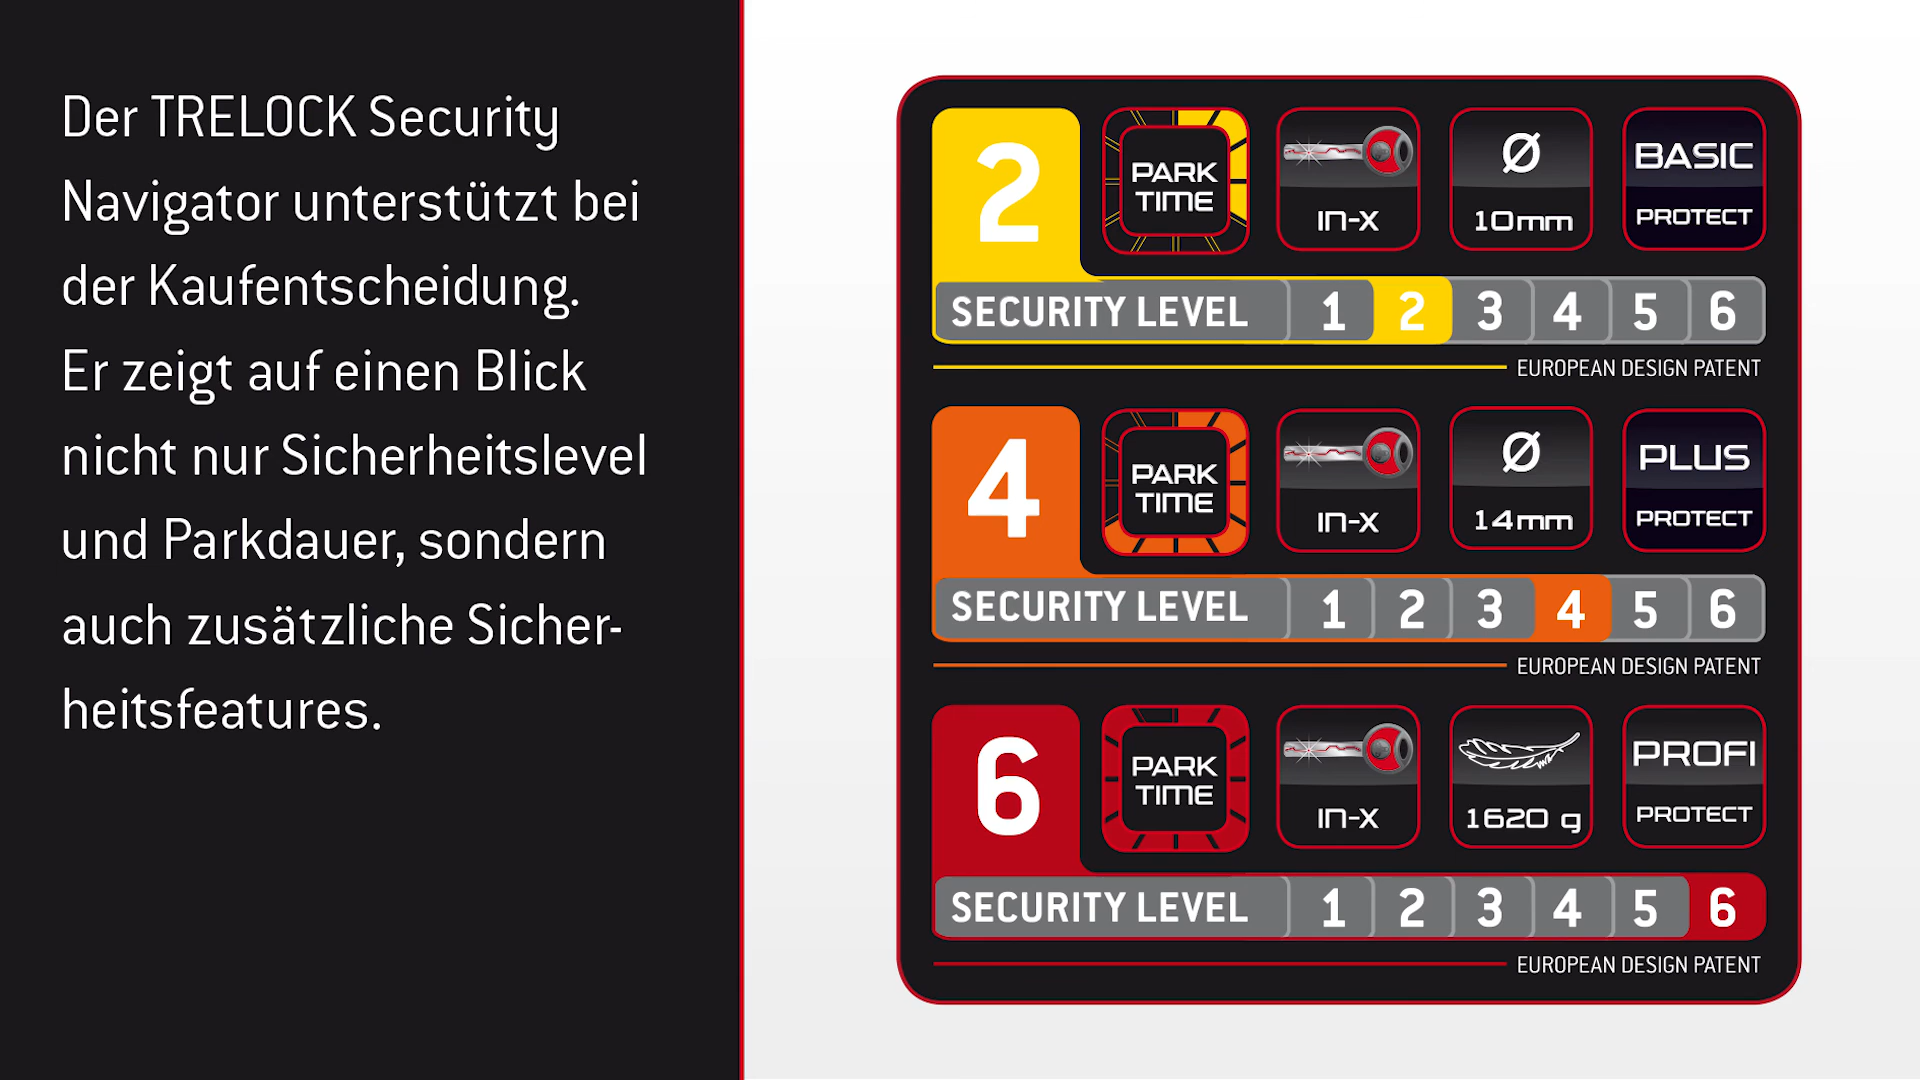 Der TRELOCK Security
Navigator unterstützt bei
der Kaufentscheidung.
Er zeigt auf einen Blick
nicht nur Sicherheitslevel
und Parkdauer, sondern
auch zusätzliche Sicher-
heitsfeatures.
2
PARK
TIME
IN-X
Ø
10mm
BASIC
PROTECT
SECURITY LEVEL 1 2 3 4 5 6
EUROPEAN DESIGN PATENT
4
PARK
TIME
IN-X
Ø
14mm
PLUS
PROTECT
SECURITY LEVEL 1 2 3 4 5 6
EUROPEAN DESIGN PATENT
6
PARK
TIME
IN-X
1620 g
PROFI
PROTECT
SECURITY LEVEL 1 2 3 4 5 6
EUROPEAN DESIGN PATENT